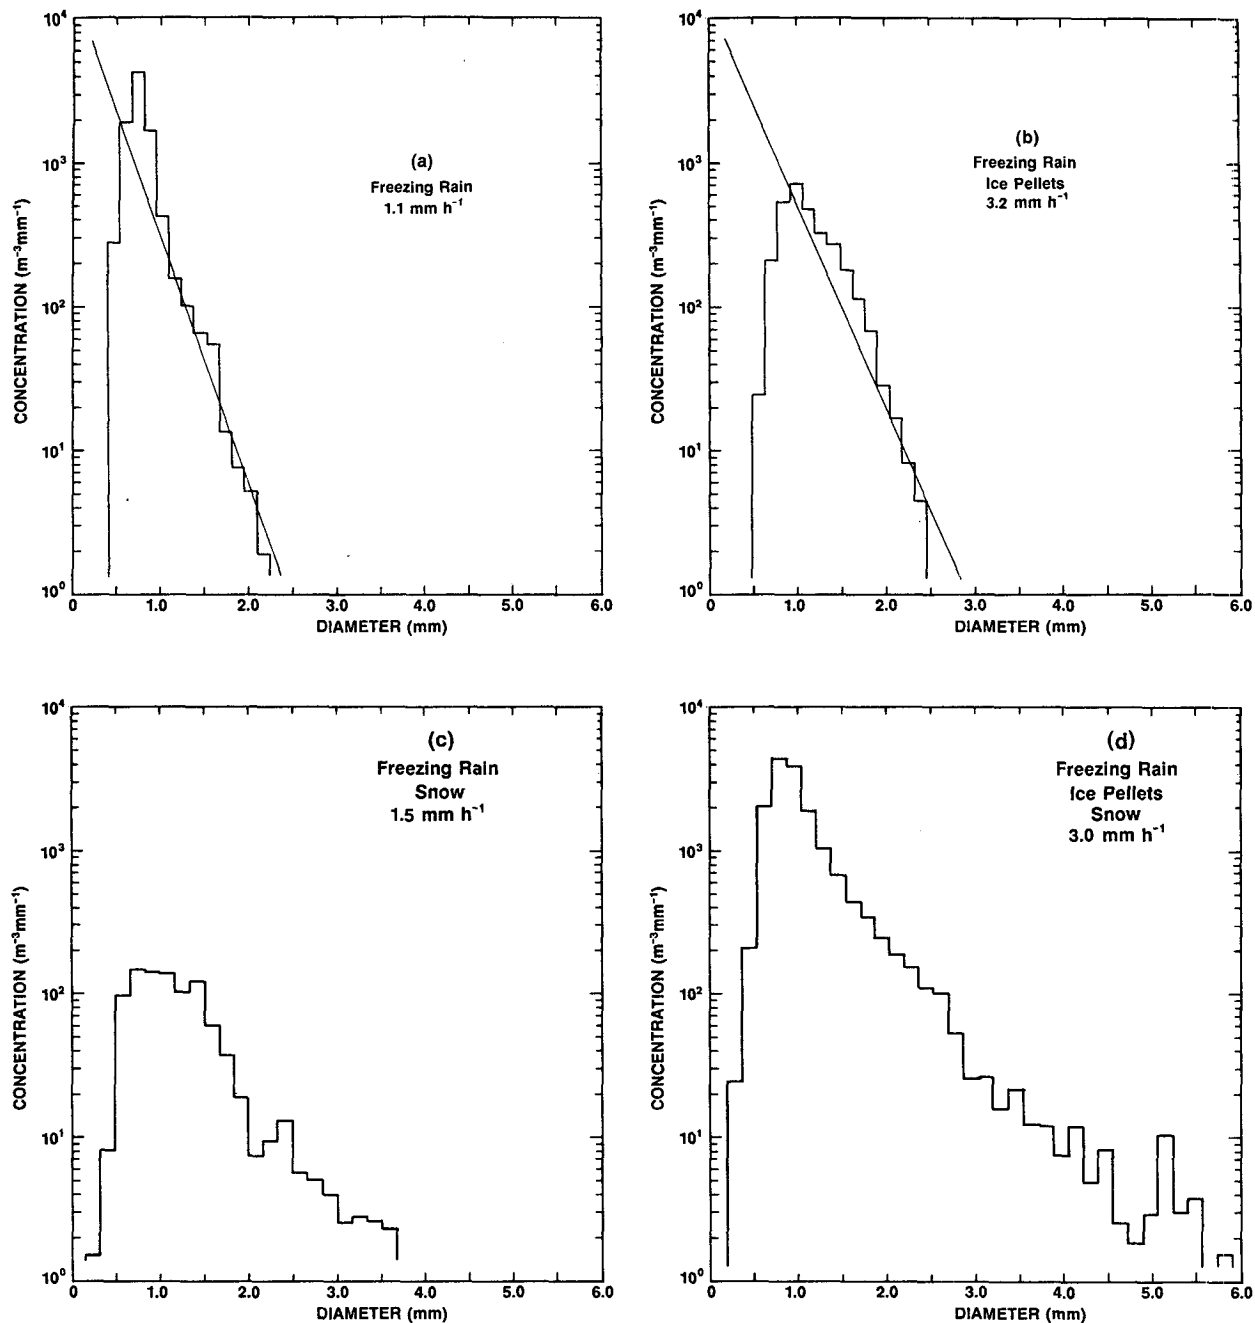 10⁴
10³
10²
10¹
10⁰
CONCENTRATION (m⁻³mm⁻¹)
(a)
Freezing Rain
1.1 mm h⁻¹
0 1.0 2.0 3.0 4.0 5.0 6.0
DIAMETER (mm)
10⁴
10³
10²
10¹
10⁰
CONCENTRATION (m⁻³mm⁻¹)
(b)
Freezing Rain
Ice Pellets
3.2 mm h⁻¹
0 1.0 2.0 3.0 4.0 5.0 6.0
DIAMETER (mm)
10⁴
10³
10²
10¹
10⁰
CONCENTRATION (m⁻³mm⁻¹)
(c)
Freezing Rain
Snow
1.5 mm h⁻¹
0 1.0 2.0 3.0 4.0 5.0 6.0
DIAMETER (mm)
10⁴
10³
10²
10¹
10⁰
CONCENTRATION (m⁻³mm⁻¹)
(d)
Freezing Rain
Ice Pellets
Snow
3.0 mm h⁻¹
0 1.0 2.0 3.0 4.0 5.0 6.0
DIAMETER (mm)